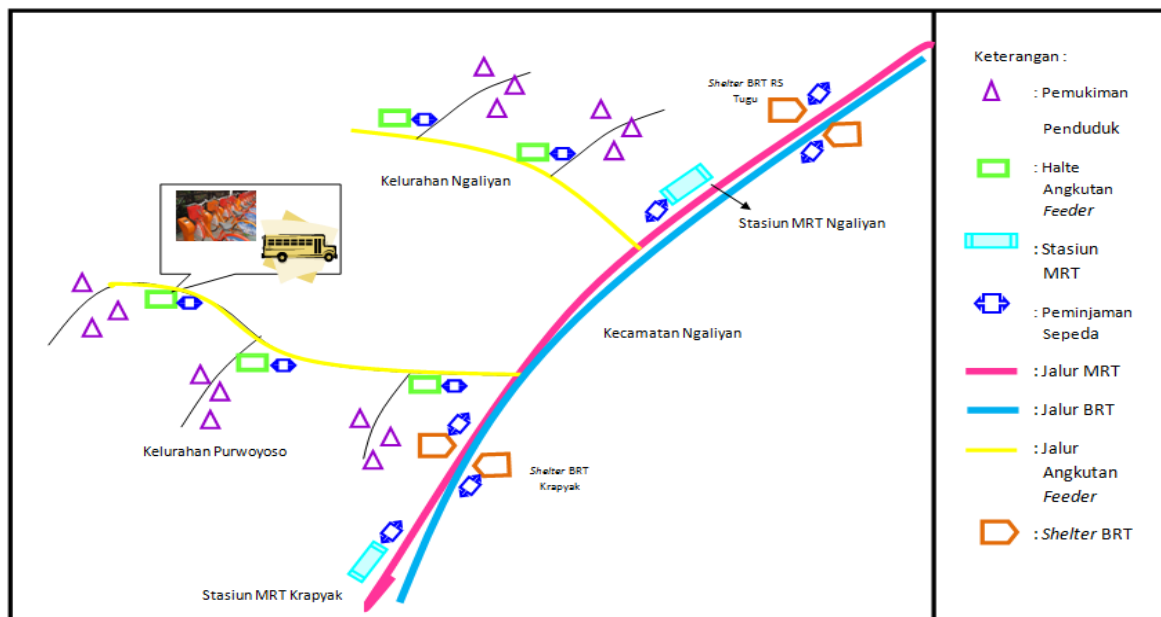 Shelter BRT RS
Tugu
Kelurahan Ngaliyan
Stasiun MRT Ngaliyan
Kecamatan Ngaliyan
Kelurahan Purwoyoso
Shelter BRT
Krapyak
Stasiun MRT Krapyak
Keterangan :
: Pemukiman
Penduduk
: Halte
Angkutan
Feeder
: Stasiun
MRT
: Peminjaman
Sepeda
: Jalur MRT
: Jalur BRT
: Jalur
Angkutan
Feeder
: Shelter BRT